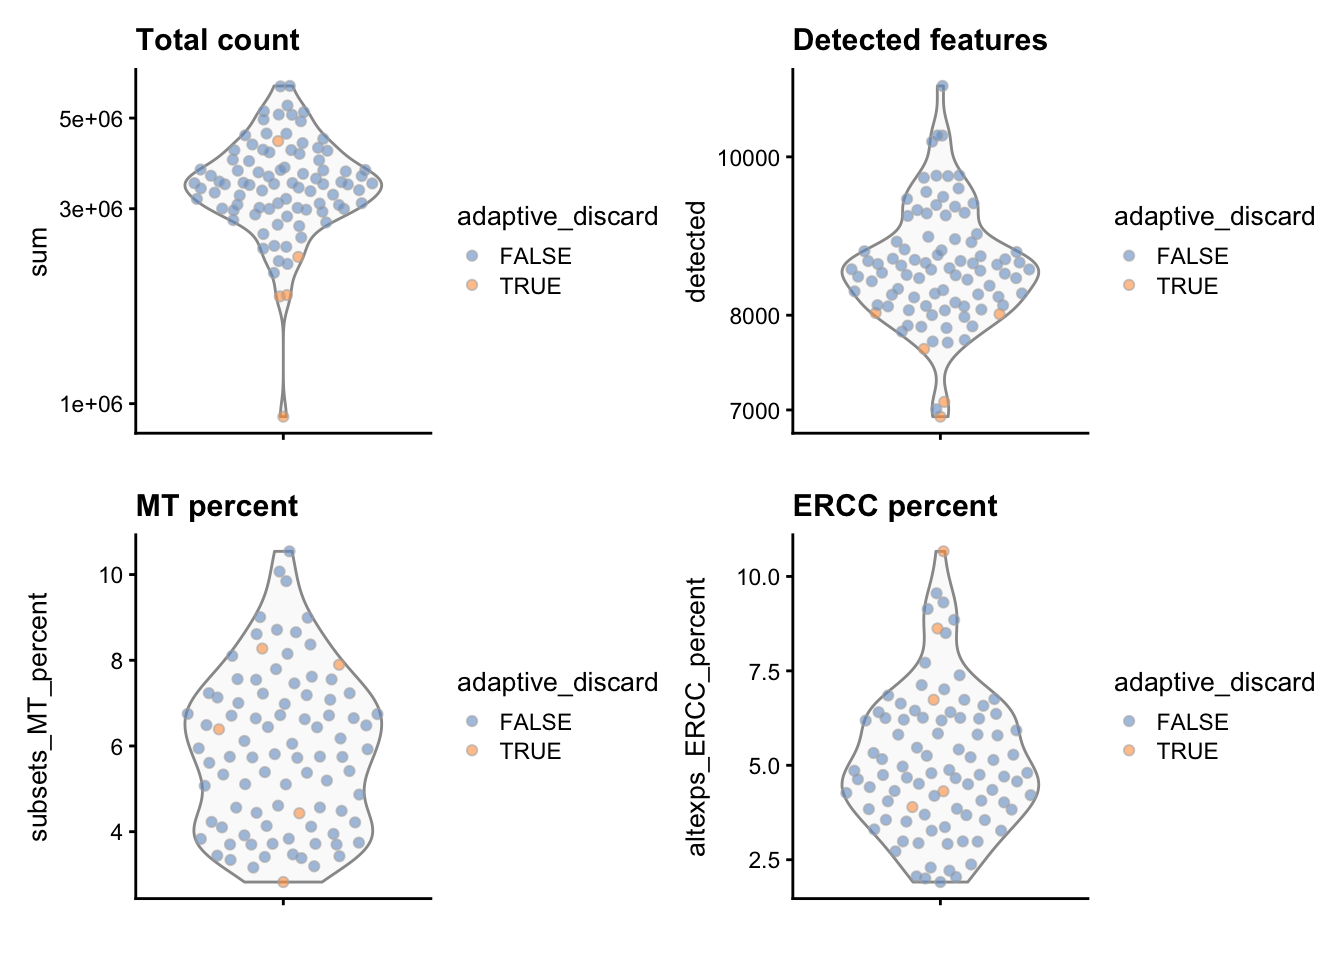 Total count
5e+06
3e+06
1e+06
sum
adaptive_discard
FALSE
TRUE
Detected features
10000
8000
7000
detected
adaptive_discard
FALSE
TRUE
MT percent
10
8
6
4
subsets_MT_percent
adaptive_discard
FALSE
TRUE
ERCC percent
10.0
7.5
5.0
2.5
altexps_ERCC_percent
adaptive_discard
FALSE
TRUE